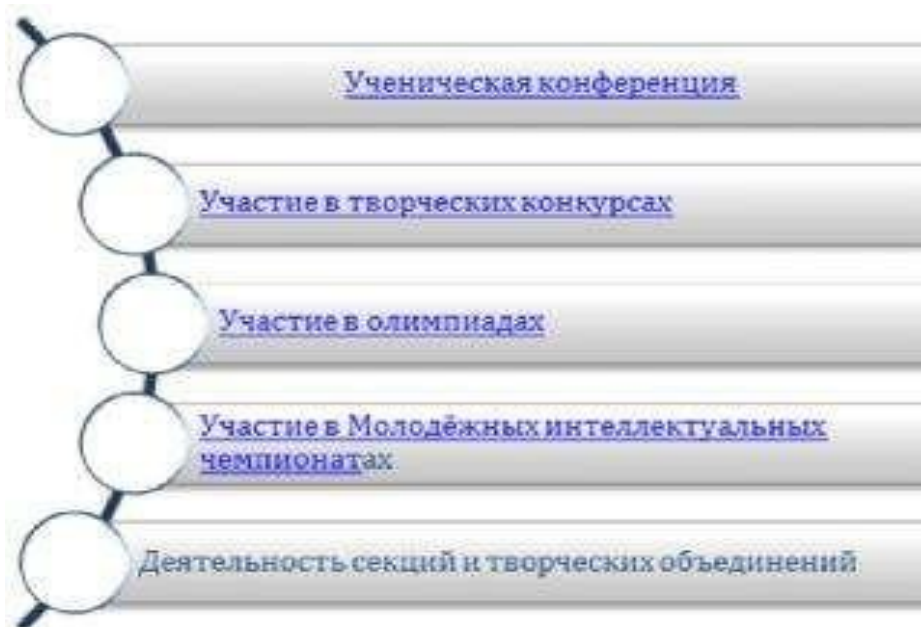 Ученическая конференция
Участие в творческих конкурсах
Участие в олимпиадах
Участие в Молодёжных интеллектуальных
чемпионатах
Деятельность секций и творческих объединений